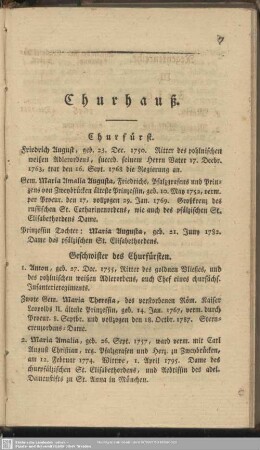 Churhauß.
Churfürst.
Friedrich August, geb. 23. Dec. 1750. Ritter des pohlnischen
weißen Adlerordens, succed. seinem Herrn Vater 17. Decbr.
1763. trat den 16. Sept. 1768 die Regierung an.
Gem. Maria Amalia Augusta, Friedrichs, Pfalzgrafens und Prin-
zens von Zweybrücken älteste Prinzessin, geb. 10. May 1752. verm.
per Procur. den 17. vollzogen 29. Jan. 1769. Großkreuz des
russischen St. Catharinenordens, wie auch des pfälzischen St.
Elisabethordens Dame.
Prinzessin Tochter: Maria Augusta, geb. 21. Juny 1782.
Dame des pfälzischen St. Elisabethordens.
Geschwister des Churfürsten.
1. Anton, geb. 27. Dec. 1755, Ritter des goldnen Vließes, und
des pohlnischen weißen Adlerordens, auch Chef eines churfächs.
Infanterieregiments.
Zwote Gem. Maria Theresia, des verstorbenen Röm. Kaiser
Leopolds II. älteste Prinzessin, geb. 14. Jan. 1767. verm. durch
Procur. 8. Septbr. und vollzogen den 18. Octbr. 1787. Stern-
creuzordens-Dame.
2. Maria Amalia, geb. 26. Sept. 1757, ward verm. mit Carl
August Christian, reg. Pfalzgrafen und Herz. zu Zweybrücken,
am 12. Februar 1774. Wittwe, 1. April 1795. Dame des
churpfälzischen St. Elisabethordens, und Aebtissin des adel.
Damenstifts zu St. Anna in München.